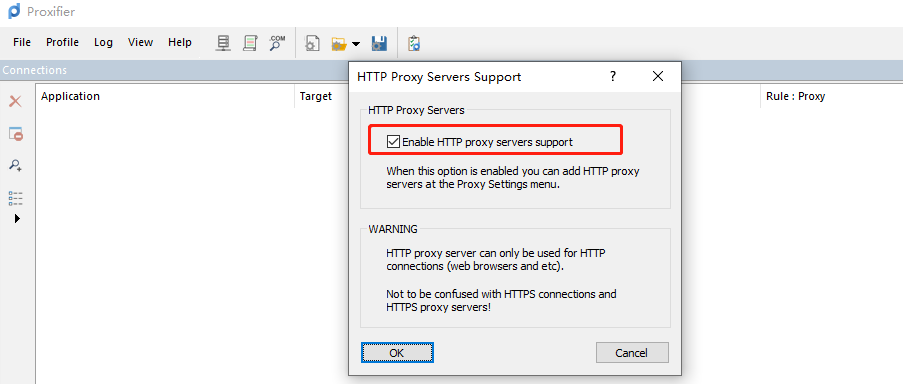 Proxifier
File Profile Log View Help .COM
Connections
Application Target Rule : Proxy
HTTP Proxy Servers Support ?
HTTP Proxy Servers
Enable HTTP proxy servers support
When this option is enabled you can add HTTP proxy
servers at the Proxy Settings menu.
WARNING
HTTP proxy server can only be used for HTTP
connections (web browsers and etc).
Not to be confused with HTTPS connections and
HTTPS proxy servers!
OK Cancel